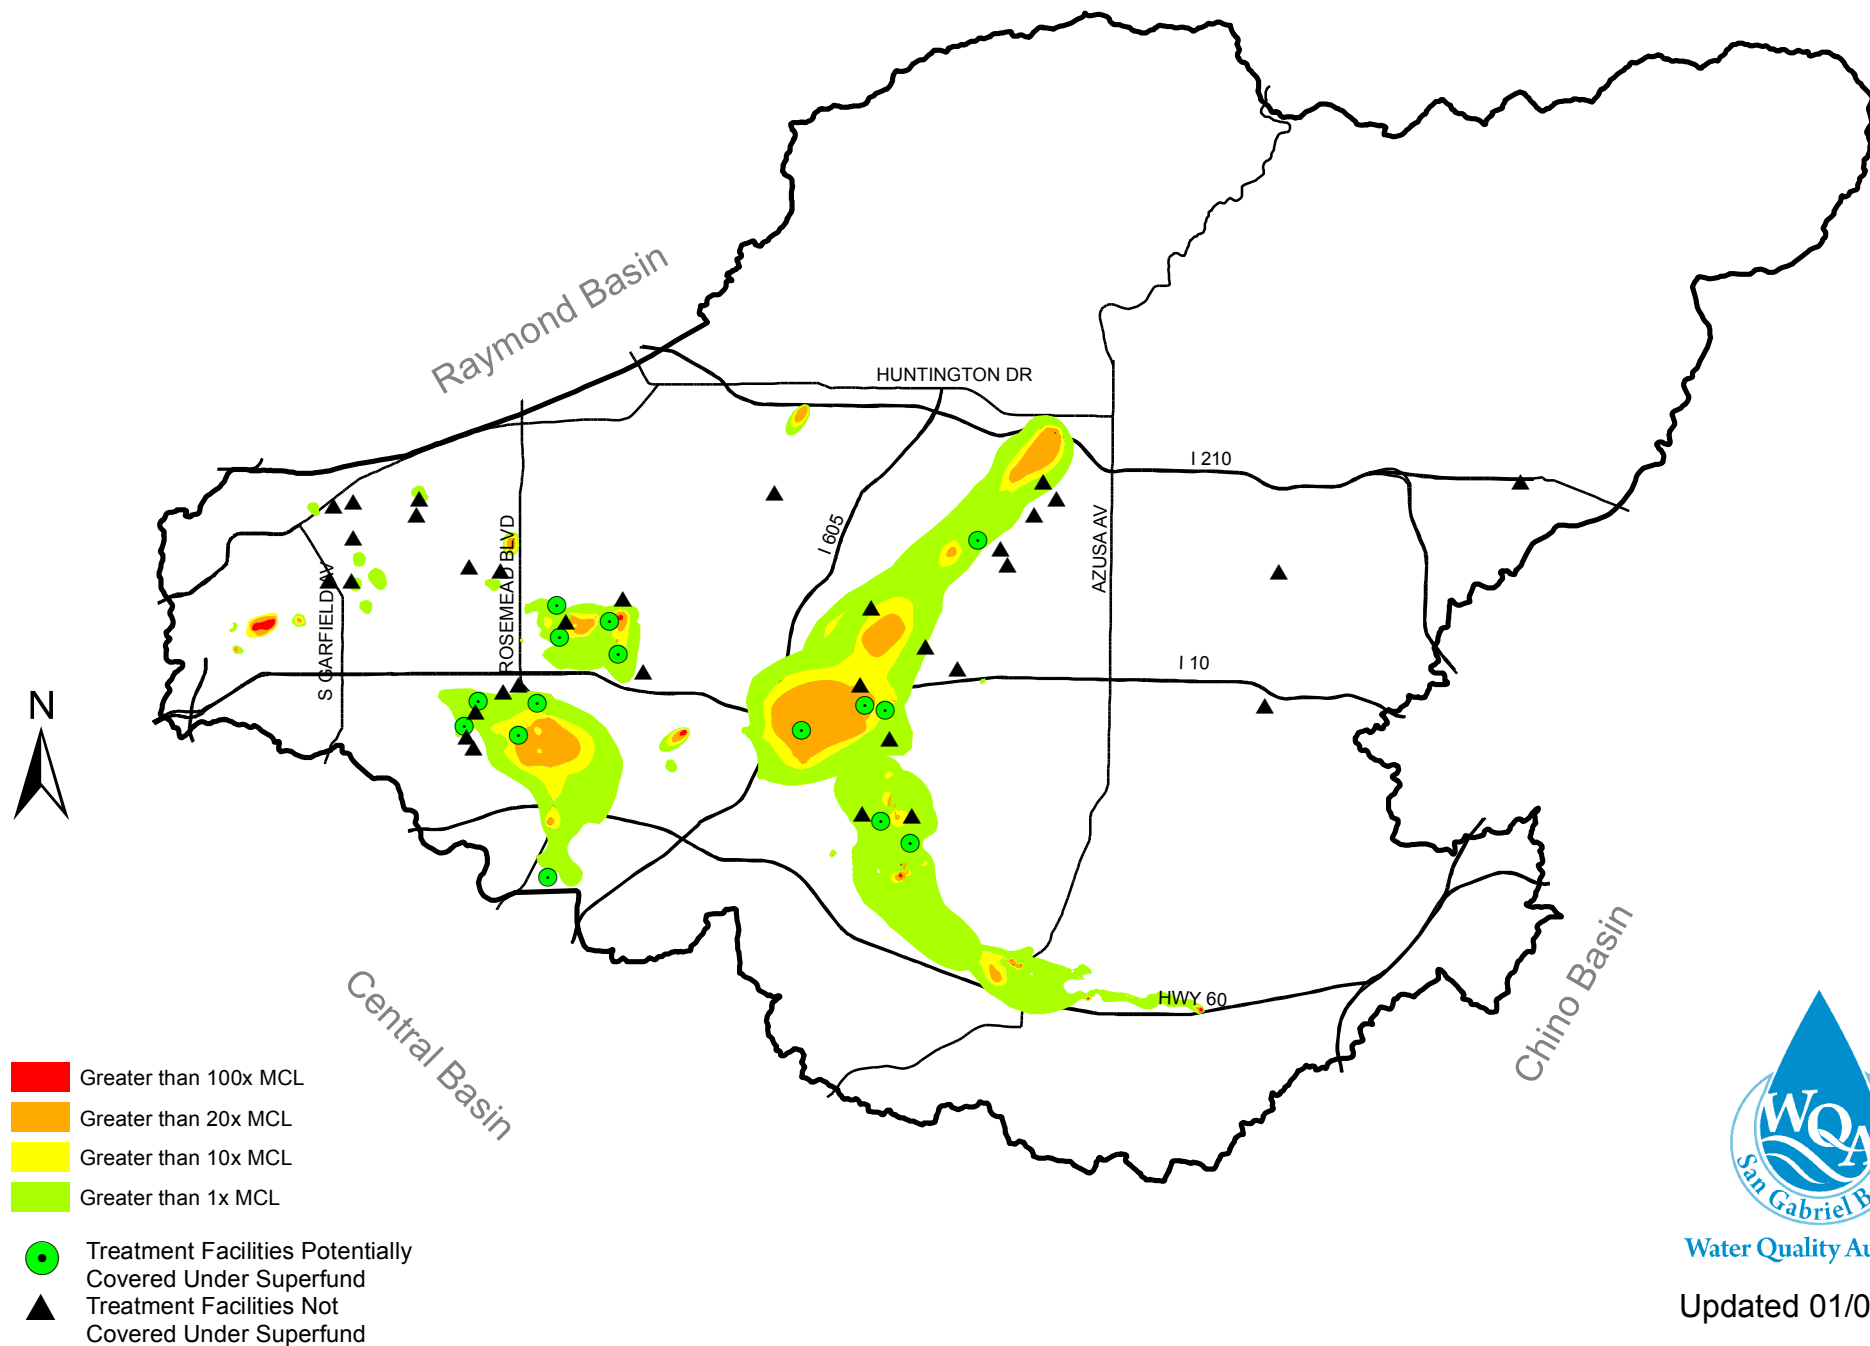 Raymond Basin
HUNTINGTON DR
I 210
I 605
AZUSA AV
ROSEMEAD BLVD
S GARFIELD AV
I 10
N
HWY 60
Central Basin
Chino Basin
Greater than 100x MCL
Greater than 20x MCL
Greater than 10x MCL
Greater than 1x MCL
Treatment Facilities Potentially
Covered Under Superfund
Treatment Facilities Not
Covered Under Superfund
WQA
San Gabriel B
Water Quality Au
Updated 01/0